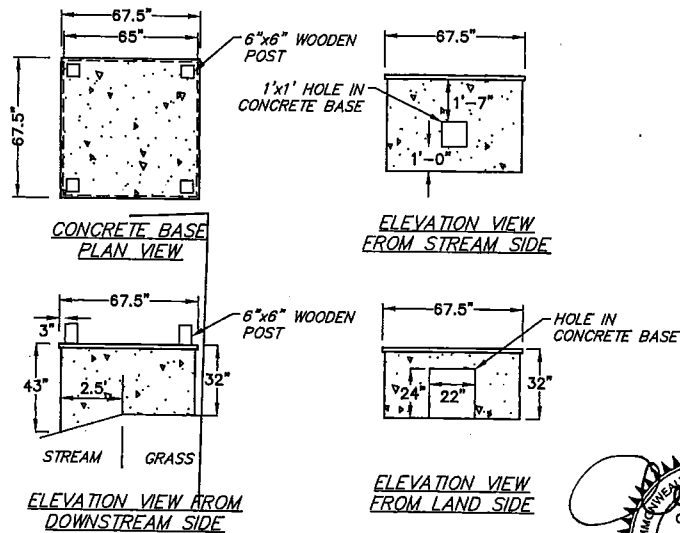 67.5"
65"
67.5"
6"x6" WOODEN
POST
CONCRETE BASE
PLAN VIEW
67.5"
1'x1' HOLE IN
CONCRETE BASE
1'-7"
1'-0"
ELEVATION VIEW
FROM STREAM SIDE
67.5"
3"
6"x6" WOODEN
POST
43"
2.5'
32"
STREAM
GRASS
ELEVATION VIEW FROM
DOWNSTREAM SIDE
67.5"
HOLE IN
CONCRETE BASE
24"
22"
32"
ELEVATION VIEW
FROM LAND SIDE